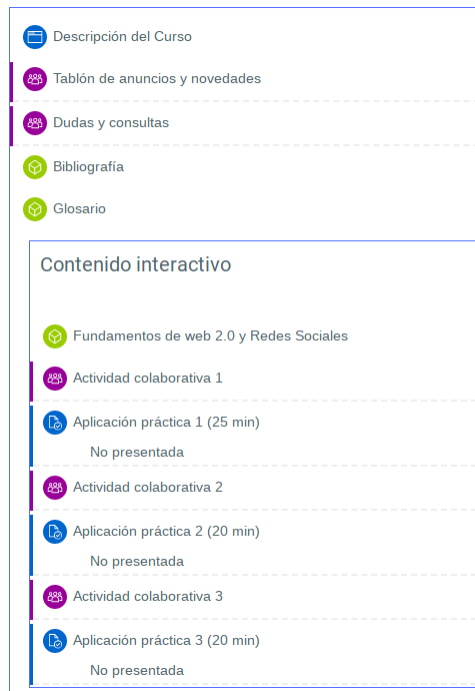 Descripción del Curso
Tablón de anuncios y novedades
Dudas y consultas
Bibliografía
Glosario
Contenido interactivo
Fundamentos de web 2.0 y Redes Sociales
Actividad colaborativa 1
Aplicación práctica 1 (25 min)
No presentada
Actividad colaborativa 2
Aplicación práctica 2 (20 min)
No presentada
Actividad colaborativa 3
Aplicación práctica 3 (20 min)
No presentada